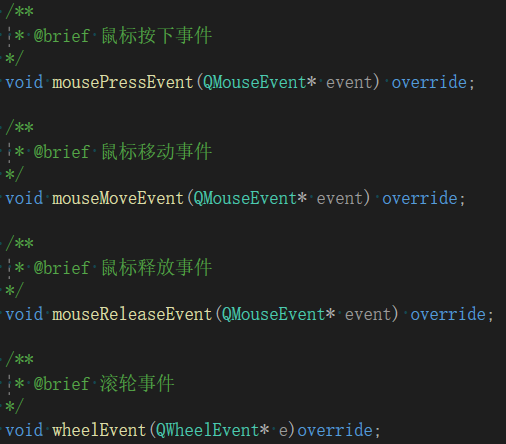 /**
* @brief 鼠标按下事件
*/
void mousePressEvent(QMouseEvent* event) override;
/**
* @brief 鼠标移动事件
*/
void mouseMoveEvent(QMouseEvent* event) override;
/**
* @brief 鼠标释放事件
*/
void mouseReleaseEvent(QMouseEvent* event) override;
/**
* @brief 滚轮事件
*/
void wheelEvent(QWheelEvent* e)override;